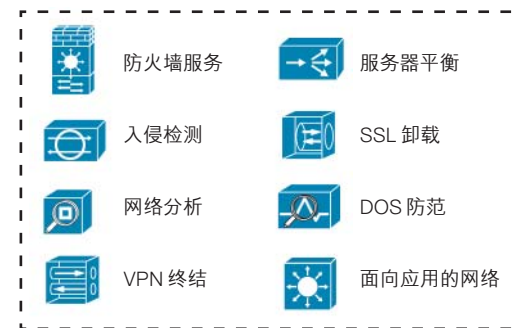 防火墙服务
服务器平衡
入侵检测
SSL 卸载
网络分析
DOS 防范
VPN 终结
面向应用的网络